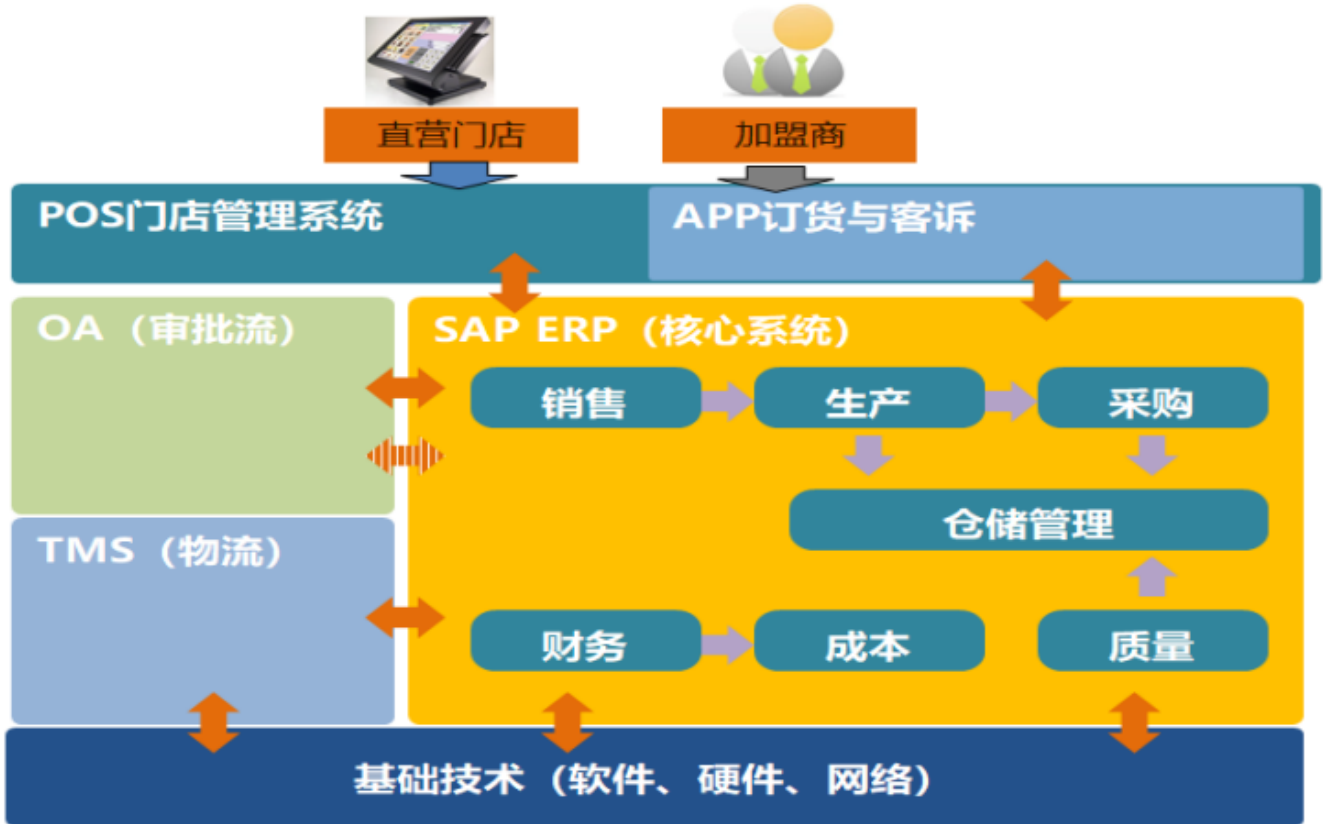 直营门店
加盟商
POS门店管理系统
APP订货与客诉
OA（审批流）
SAP ERP（核心系统）
销售
生产
采购
仓储管理
TMS（物流）
财务
成本
质量
基础技术（软件、硬件、网络）